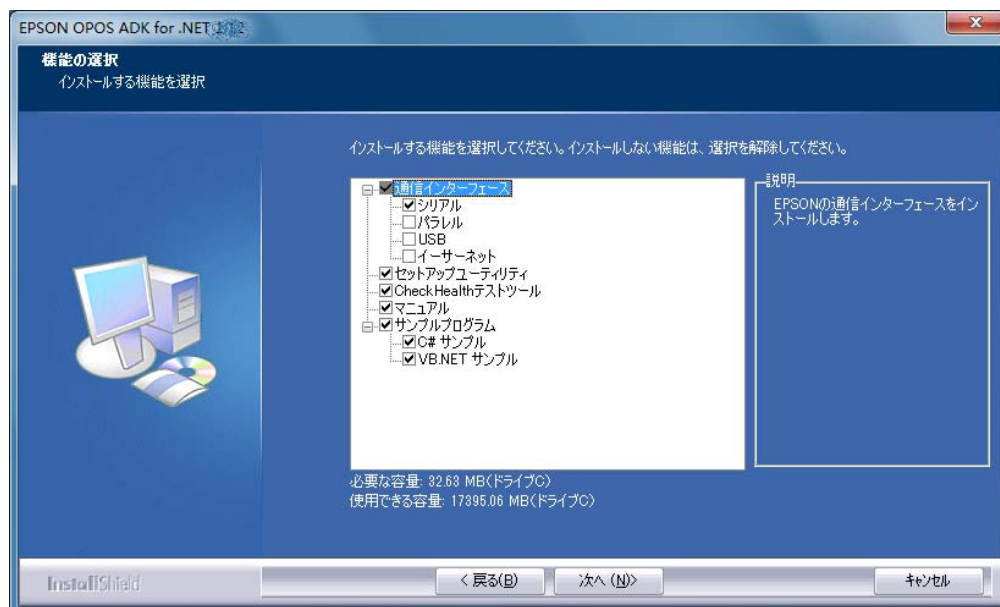 EPSON OPOS ADK for .NET
機能の選択
インストールする機能を選択
インストールする機能を選択してください。インストールしない機能は、選択を解除してください。
通信インターフェース
シリアル
パラレル
USB
イーサーネット
セットアップユーティリティ
CheckHealthテストツール
マニュアル
サンプルプログラム
C# サンプル
VB.NET サンプル
説明
EPSONの通信インターフェースをイン
ストールします。
必要な容量: 32.63 MB(ドライブC)
使用できる容量: 17395.06 MB(ドライブC)
InstallShield
< 戻る(B)
次へ (N)>
キャンセル